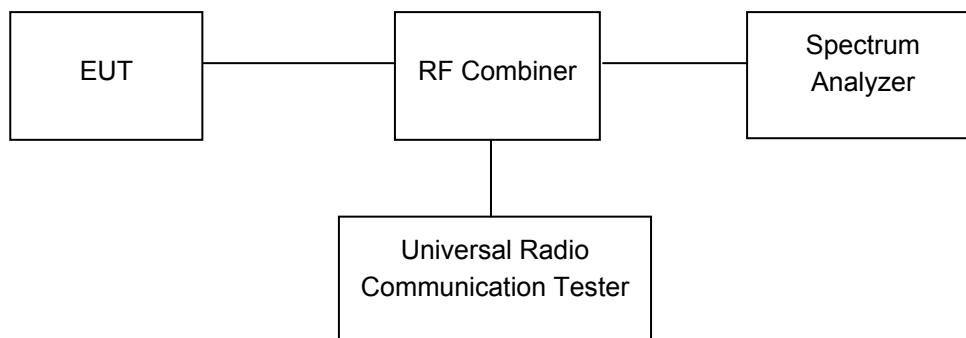 EUT
RF Combiner
Spectrum
Analyzer
Universal Radio
Communication Tester